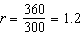 r = 360/300 = 1.2